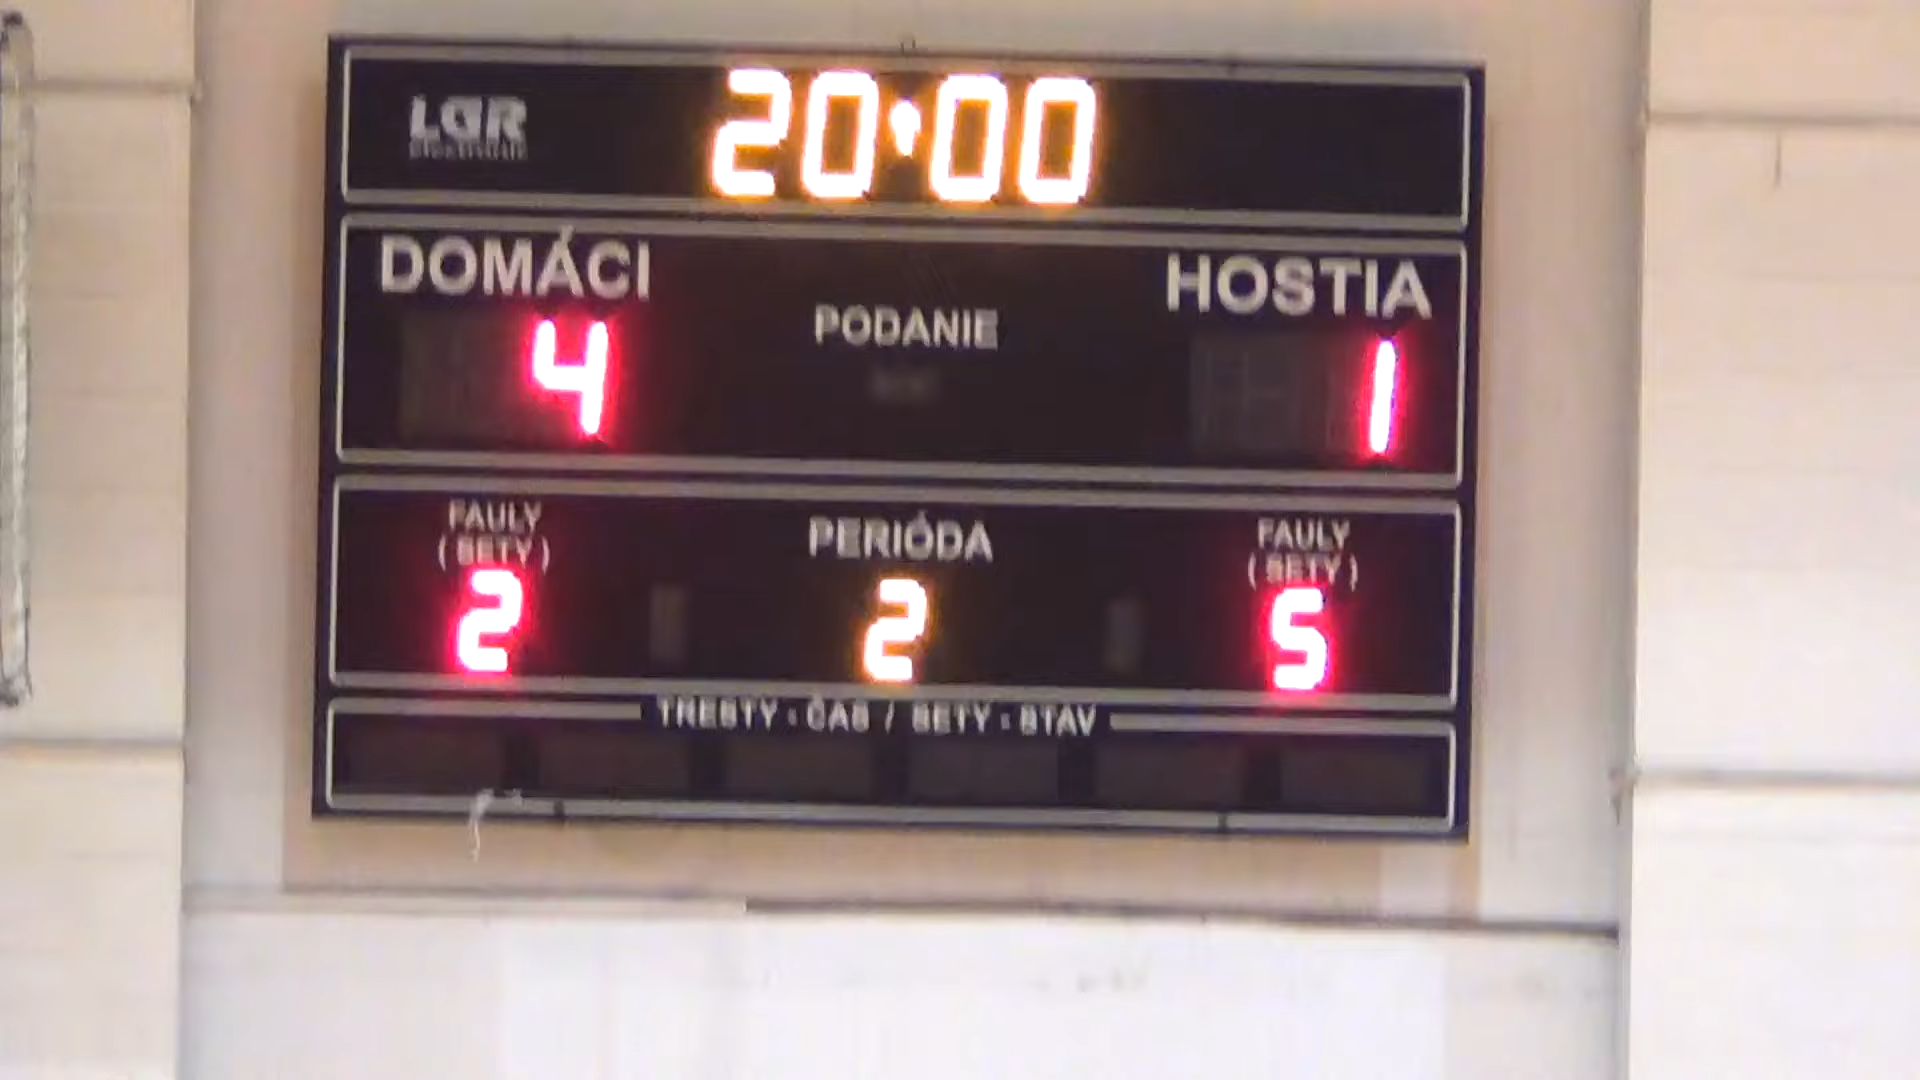 LGR
20:00
DOMÁCI
HOSTIA
PODANIE
4
1
FAULY
(SETY)
PERIÓDA
FAULY
(SETY)
2
2
5
TRESTY - ČAS / SETY - STAV